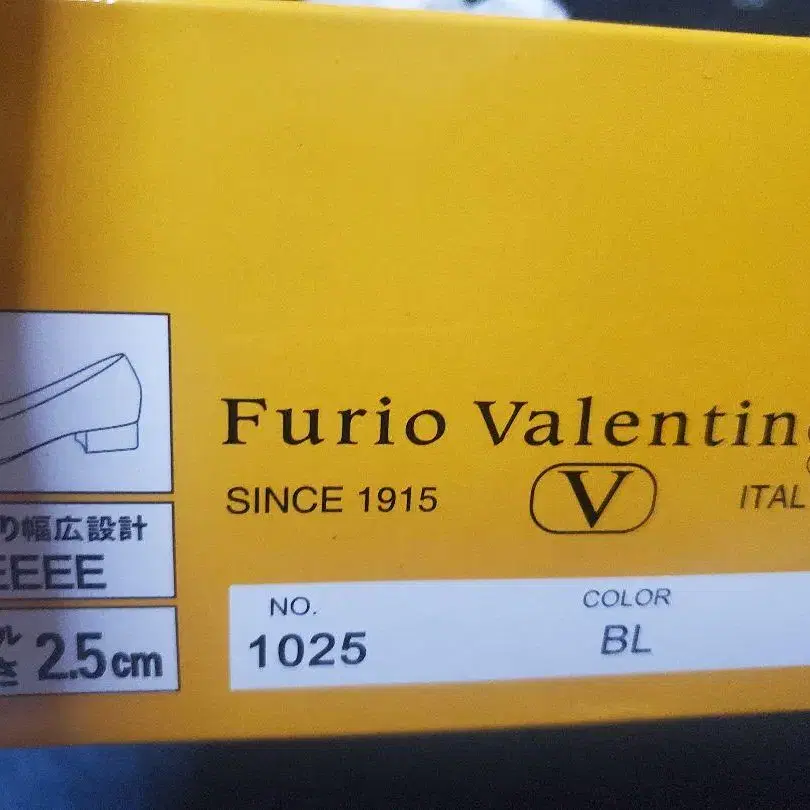 Furio Valentin
SINCE 1915
V
ITAL
り幅広設計
EEEE
2.5cm
NO.
1025
COLOR
BL